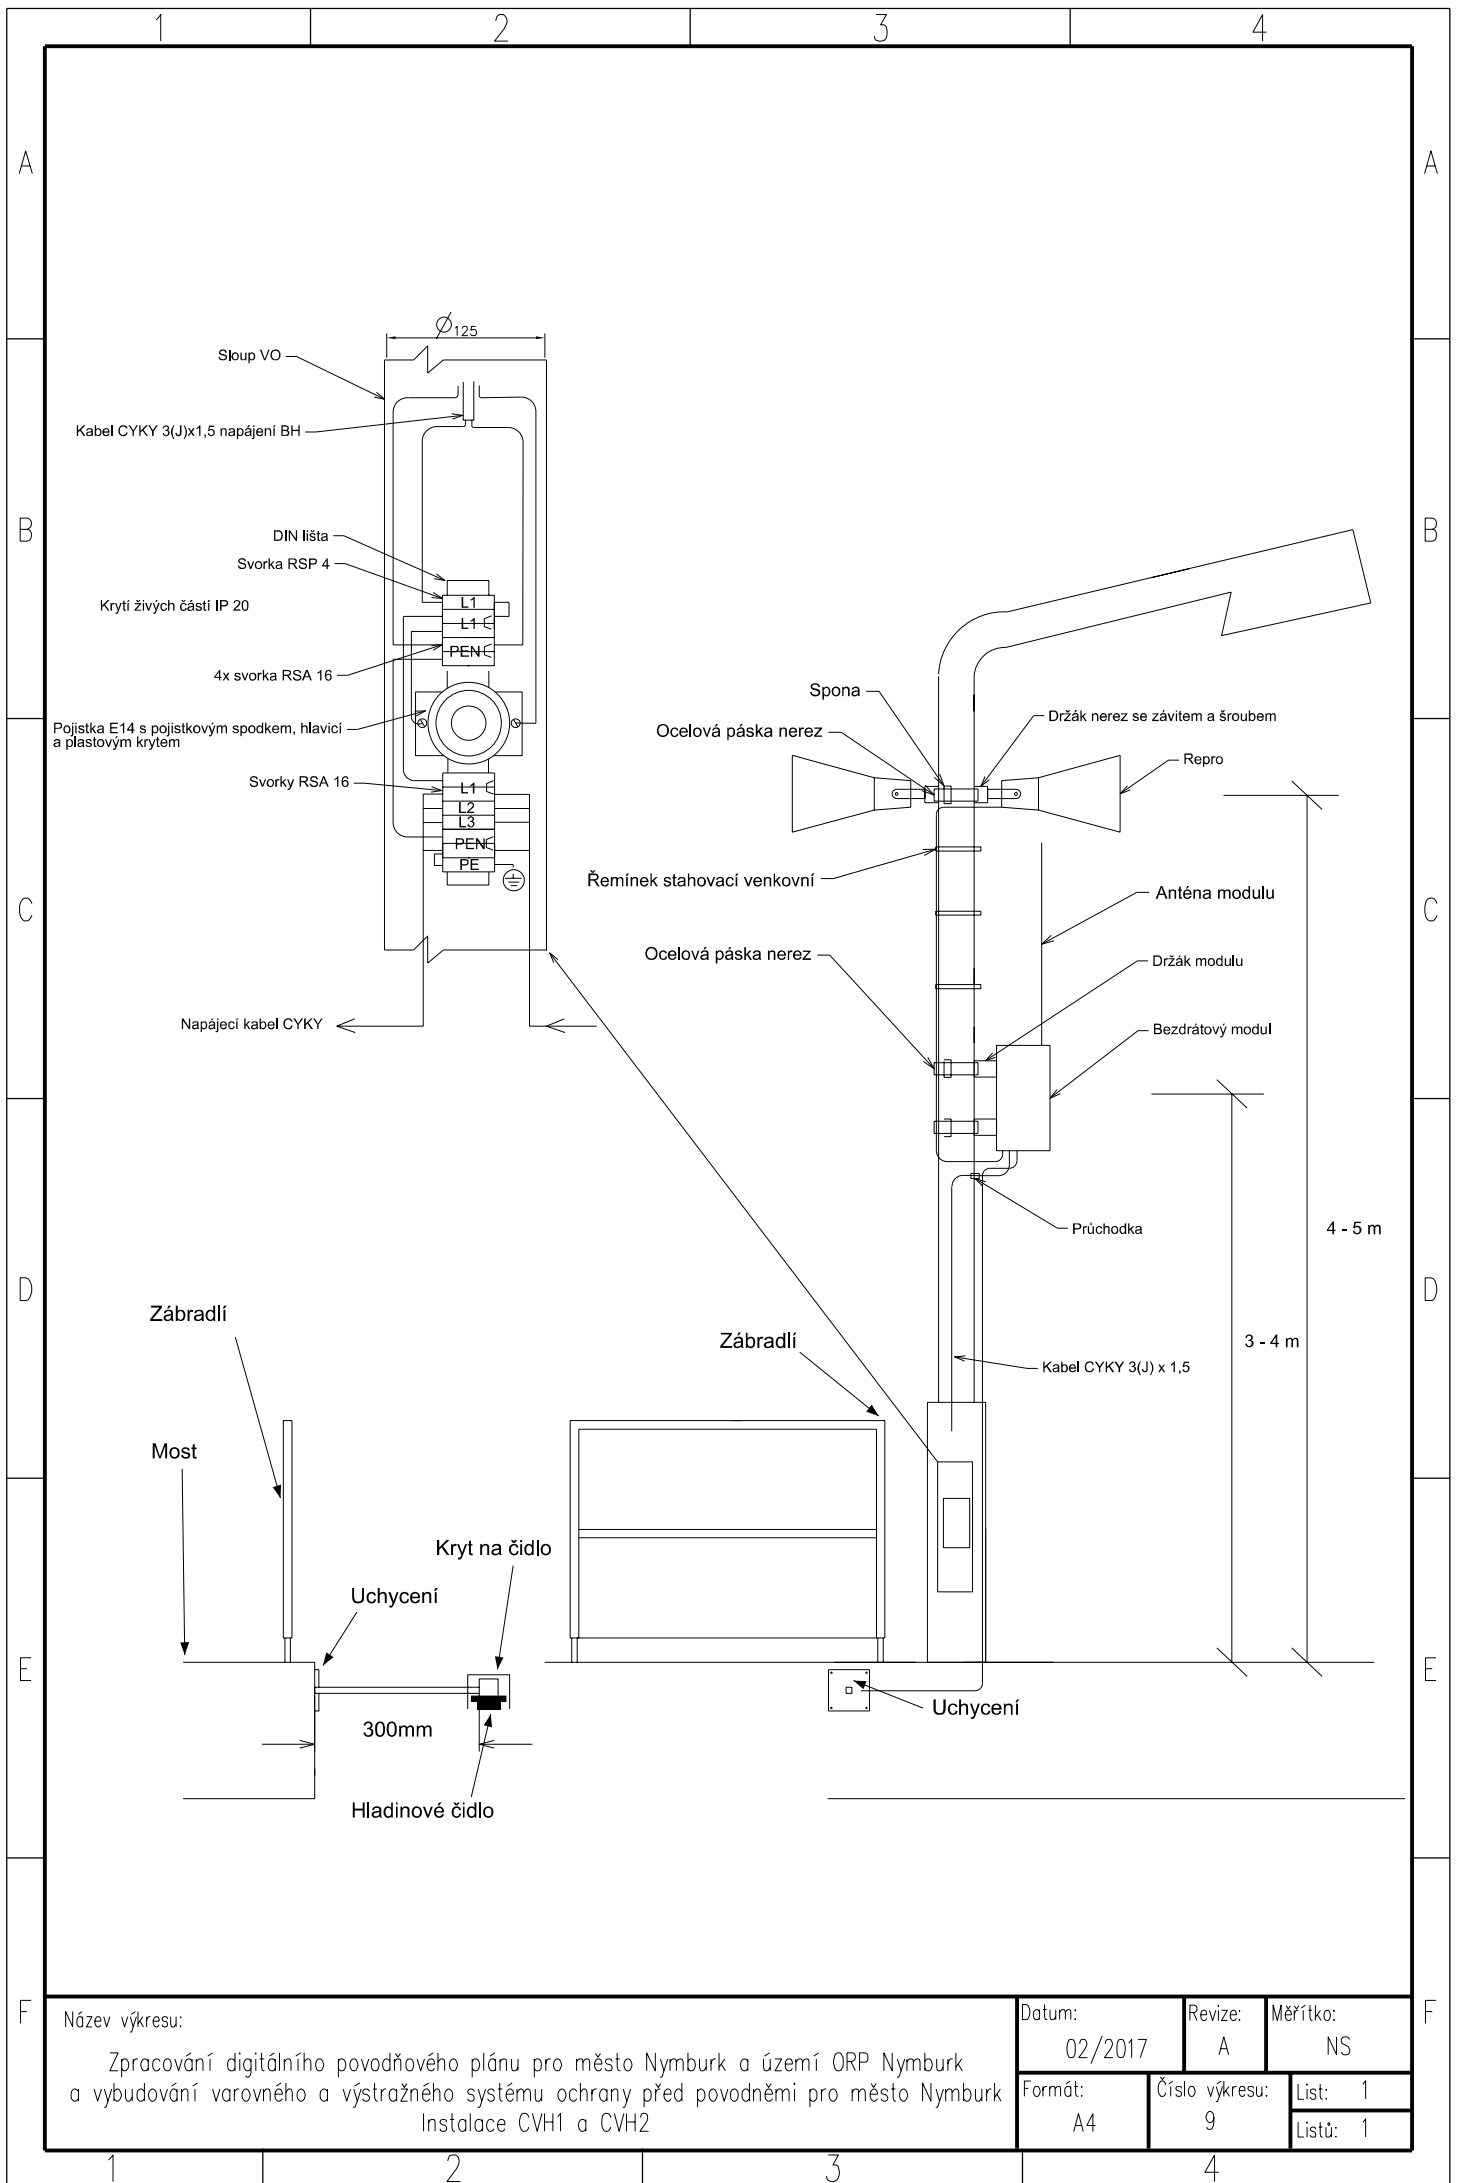 1
2
3
4
A
A
Ø125
Sloup VO
Kabel CYKY 3(J)x1,5 napájení BH
B
B
DIN lišta
Svorka RSP 4
Krytí živých částí IP 20
L1
L1
PEN
4x svorka RSA 16
Pojistka E14 s pojistkovým spodkem, hlavicí
a plastovým krytem
Svorky RSA 16
L1
L2
L3
PEN
PE
Spona
Držák nerez se závitem a šroubem
Ocelová páska nerez
Repro
Řemínek stahovací venkovní
Anténa modulu
C
C
Ocelová páska nerez
Držák modulu
Napájecí kabel CYKY
Bezdrátový modul
Průchodka
4 - 5 m
D
D
Zábradlí
Zábradlí
3 - 4 m
Kabel CYKY 3(J) x 1,5
Most
Kryt na čidlo
Uchycení
E
E
Uchycení
300mm
Hladinové čidlo
F
F
Název výkresu:
Zpracování digitálního povodňového plánu pro město Nymburk a území ORP Nymburk
a vybudování varovného a výstražného systému ochrany před povodněmi pro město Nymburk
Instalace CVH1 a CVH2
Datum:
02/2017
Revize:
A
Měřítko:
NS
Formát:
A4
Číslo výkresu:
9
List: 1
Listů: 1
1
2
3
4